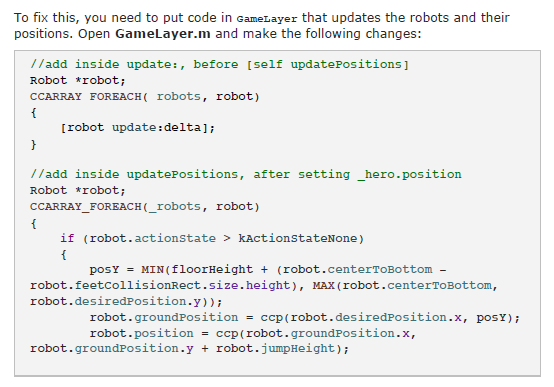 To fix this, you need to put code in GameLayer that updates the robots and their
positions. Open GameLayer.m and make the following changes:
//add inside update:, before [self updatePositions]
Robot *robot;
CCARRAY FOREACH( robots, robot)
{
[robot update:delta];
}
//add inside updatePositions, after setting _hero.position
Robot *robot;
CCARRAY_FOREACH(_robots, robot)
{
if (robot.actionState > kActionStateNone)
{
posY = MIN(floorHeight + (robot.centerToBottom -
robot.feetCollisionRect.size.height), MAX(robot.centerToBottom,
robot.desiredPosition.y));
robot.groundPosition = ccp(robot.desiredPosition.x, posY);
robot.position = ccp(robot.groundPosition.x,
robot.groundPosition.y + robot.jumpHeight);